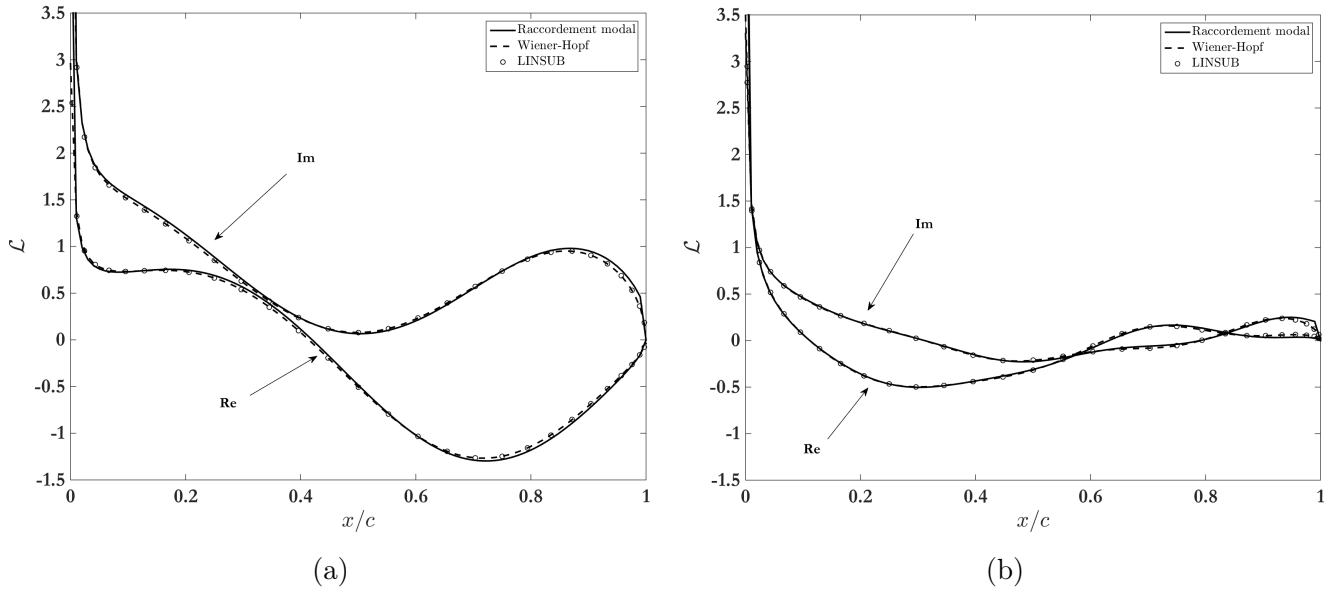 3.5
3
2.5
2
1.5
1
0.5
0
-0.5
-1
-1.5
0 0.2 0.4 0.6 0.8 1
x/c
ℒ
Raccordement modal
Wiener-Hopf
LINSUB
Im
Re
(a)
3.5
3
2.5
2
1.5
1
0.5
0
-0.5
-1
-1.5
0 0.2 0.4 0.6 0.8 1
x/c
ℒ
Raccordement modal
Wiener-Hopf
LINSUB
Im
Re
(b)